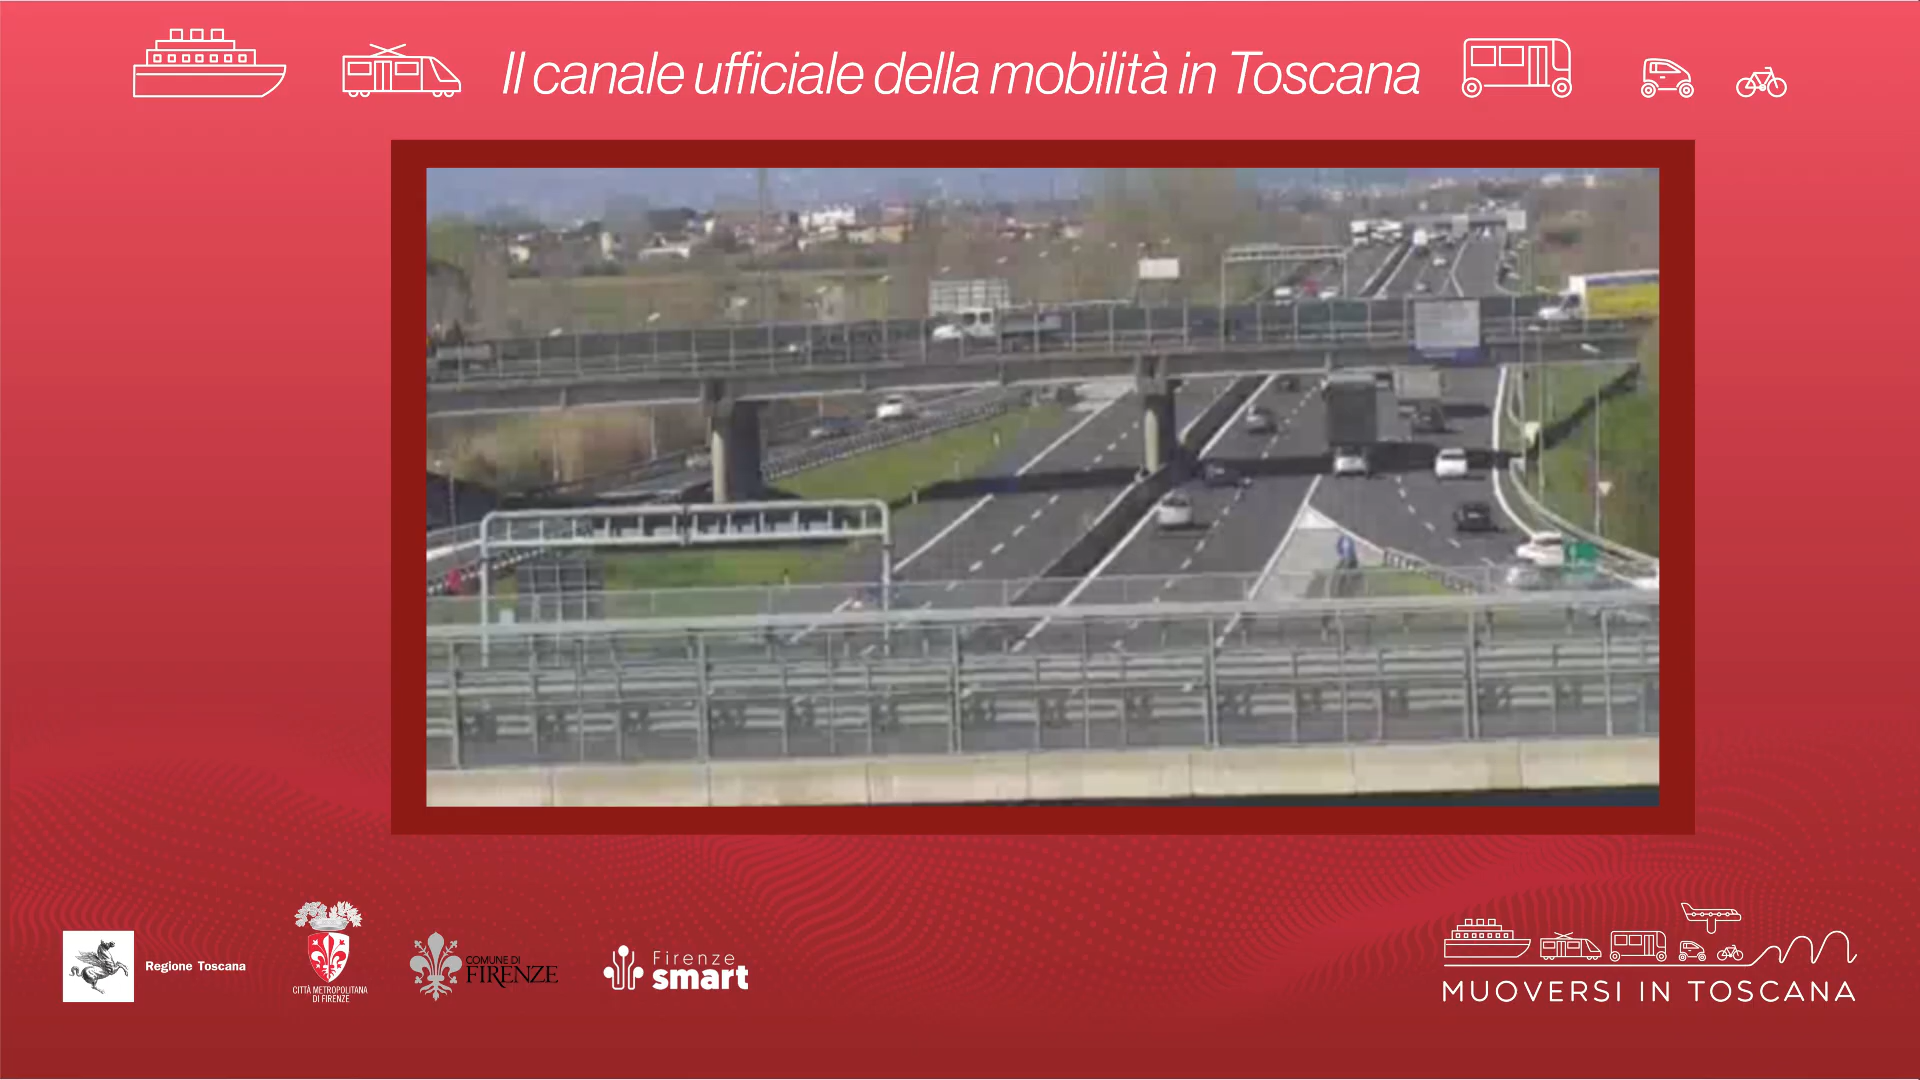 Il canale ufficiale della mobilità in Toscana
Regione Toscana
CITTÀ METROPOLITANA
DI FIRENZE
COMUNE DI
FIRENZE
Firenze
smart
MUOVERSI IN TOSCANA